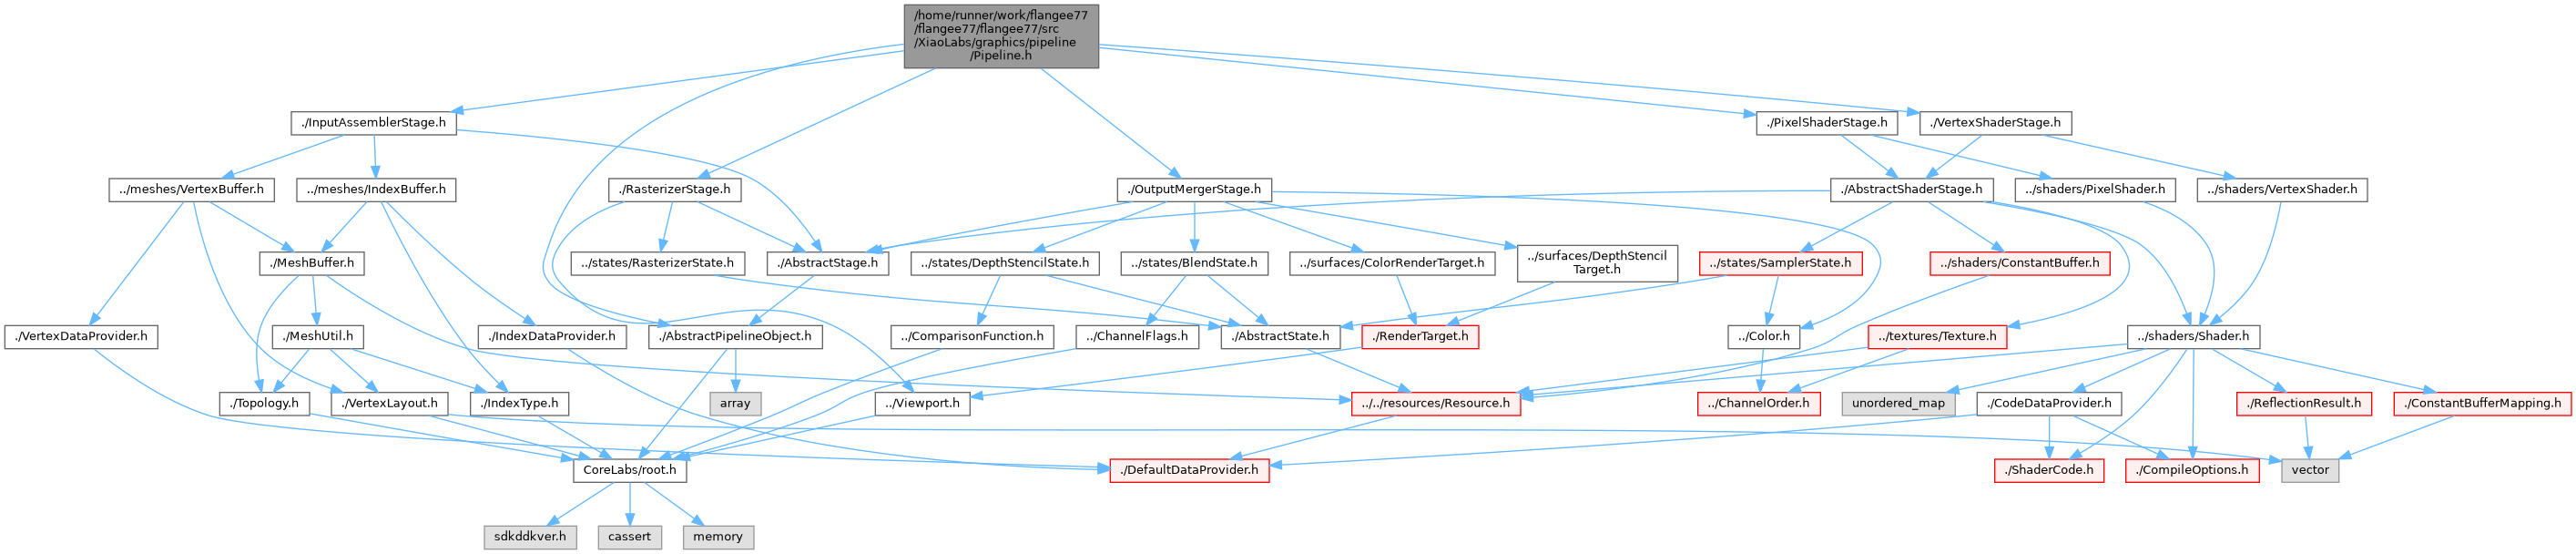 /home/runner/work/flangee77
/flangee77/flangee77/src
/XiaoLabs/graphics/pipeline
/Pipeline.h
./InputAssemblerStage.h
./PixelShaderStage.h
./VertexShaderStage.h
../meshes/VertexBuffer.h
../meshes/IndexBuffer.h
./RasterizerStage.h
./OutputMergerStage.h
./AbstractShaderStage.h
../shaders/PixelShader.h
../shaders/VertexShader.h
./MeshBuffer.h
../states/RasterizerState.h
./AbstractStage.h
../states/DepthStencilState.h
../states/BlendState.h
../surfaces/ColorRenderTarget.h
../surfaces/DepthStencil
Target.h
../states/SamplerState.h
../shaders/ConstantBuffer.h
./VertexDataProvider.h
./MeshUtil.h
./IndexDataProvider.h
./AbstractPipelineObject.h
../ComparisonFunction.h
../ChannelFlags.h
./AbstractState.h
./RenderTarget.h
../Color.h
../textures/Texture.h
../shaders/Shader.h
./Topology.h
./VertexLayout.h
./IndexType.h
array
../Viewport.h
../../resources/Resource.h
../ChannelOrder.h
unordered_map
./CodeDataProvider.h
./ReflectionResult.h
./ConstantBufferMapping.h
CoreLabs/root.h
./DefaultDataProvider.h
./ShaderCode.h
./CompileOptions.h
vector
sdkddkver.h
cassert
memory